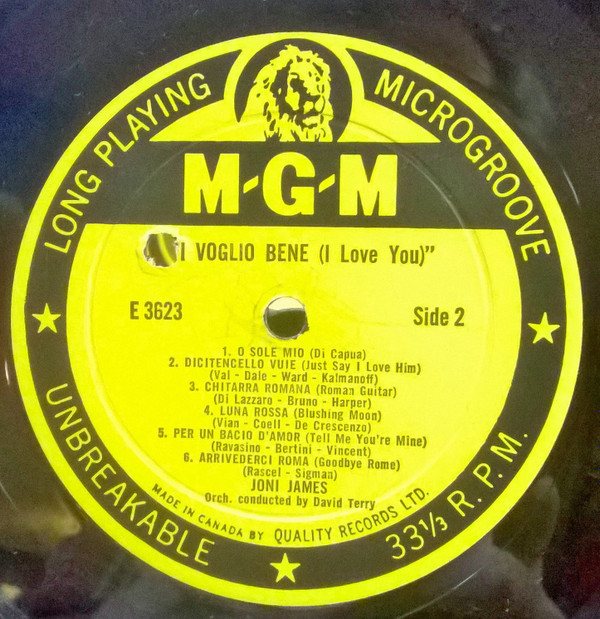 LONG PLAYING
MICROGROOVE
M-G-M
I VOGLIO BENE (I Love You)"
E 3623
Side 2
1. O SOLE MIO (Di Capua)
2. DICITENCELLO VUIE (Just Say I Love Him)
(Val - Dale - Ward - Kalmanoff)
3. CHITARRA ROMANA (Roman Guitar)
(Di Lazzaro - Bruno - Harper)
4. LUNA ROSSA (Blushing Moon)
(Vian - Coell - De Crescenzo)
5. PER UN BACIO D'AMOR (Tell Me You're Mine)
(Ravasino - Bertini - Vincent)
6. ARRIVEDERCI ROMA (Goodbye Rome)
(Rascel - Sigman)
JONI JAMES
Orch. conducted by David Terry
MADE IN CANADA BY QUALITY RECORDS LTD.
UNBREAKABLE
33⅓ R.P.M.